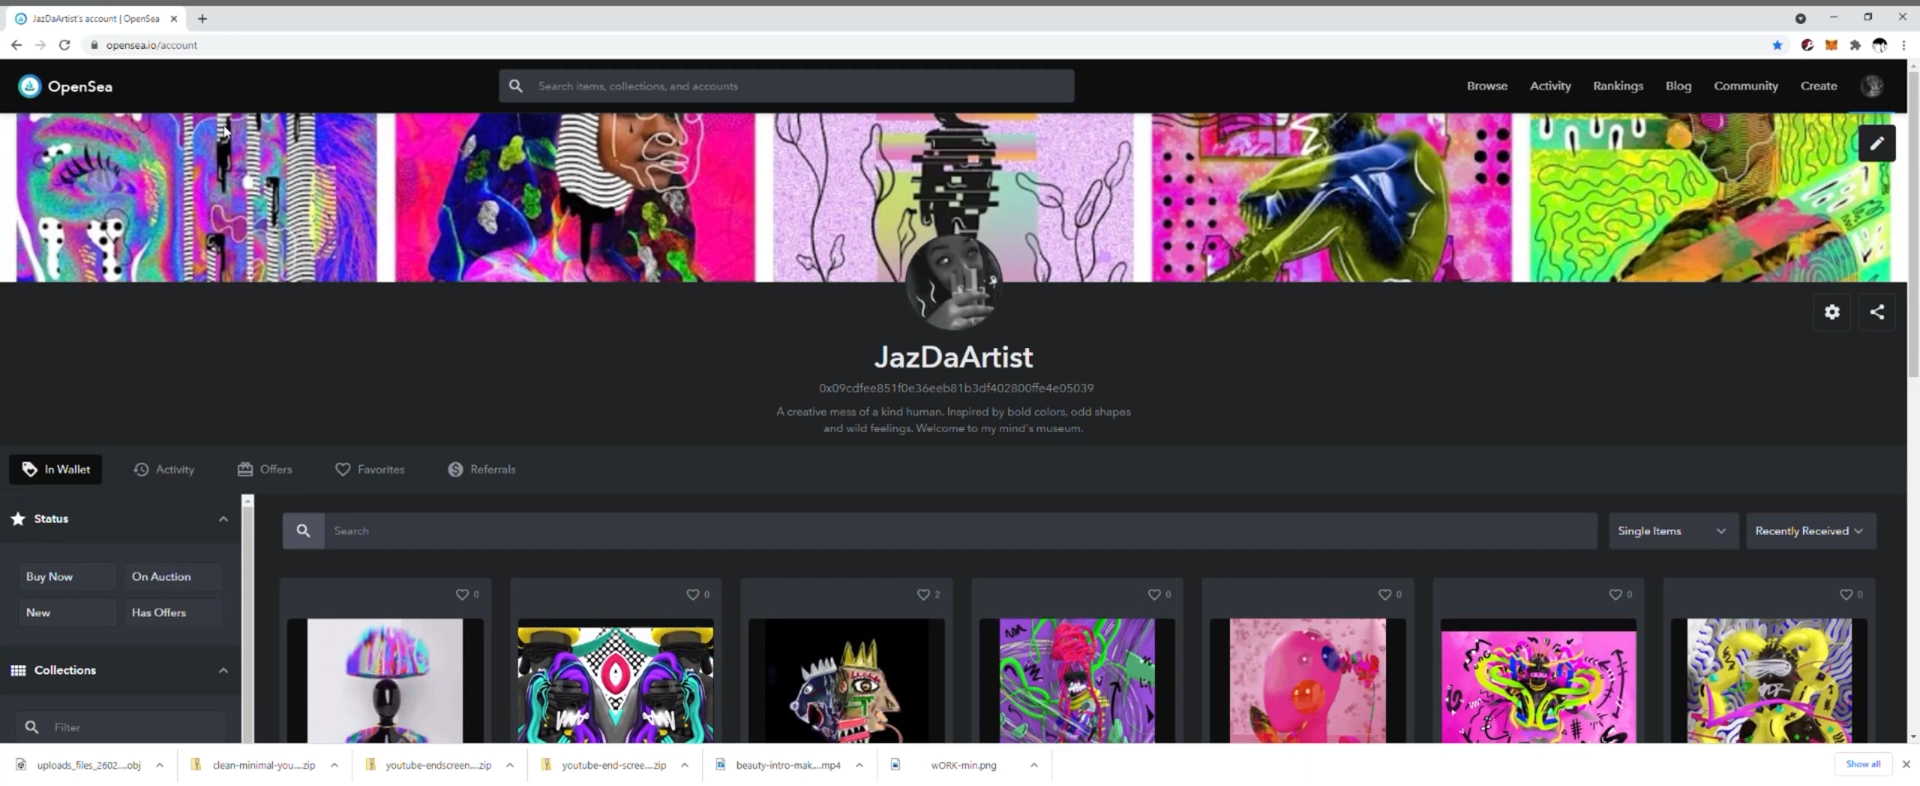 JazDaArtist's account | OpenSea
opensea.io/account
OpenSea
Search items, collections, and accounts
Browse
Activity
Rankings
Blog
Community
Create
JazDaArtist
0x09cdfee851f0e36eeb81b3df402800ffe4e05039
A creative mess of a kind human. Inspired by bold colors, odd shapes
and wild feelings. Welcome to my mind's museum.
In Wallet
Activity
Offers
Favorites
Referrals
Status
Search
Single Items
Recently Received
Buy Now
On Auction
New
Has Offers
0
0
2
0
0
0
0
Collections
Filter
uploads_files_2602....obj
clean-minimal-you....zip
youtube-endscreen....zip
youtube-end-scree....zip
beauty-intro-mak....mp4
wORK-min.png
Show all